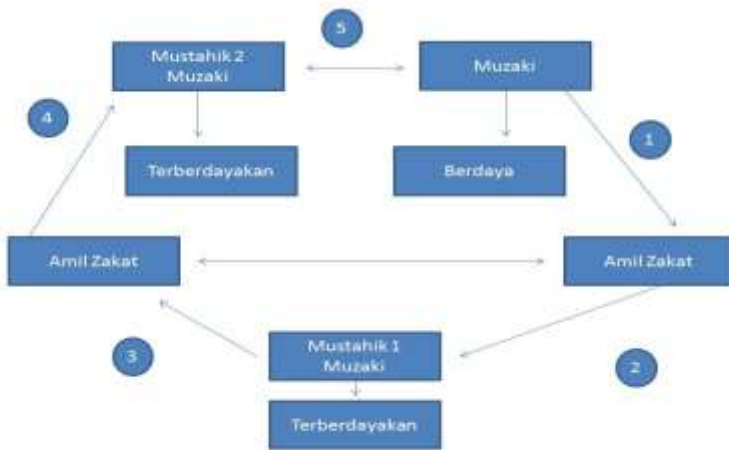 5
Mustahik 2
Muzaki
Muzaki
4
1
Terberdayakan
Berdaya
Amil Zakat
Amil Zakat
Mustahik 1
Muzaki
3
2
Terberdayakan